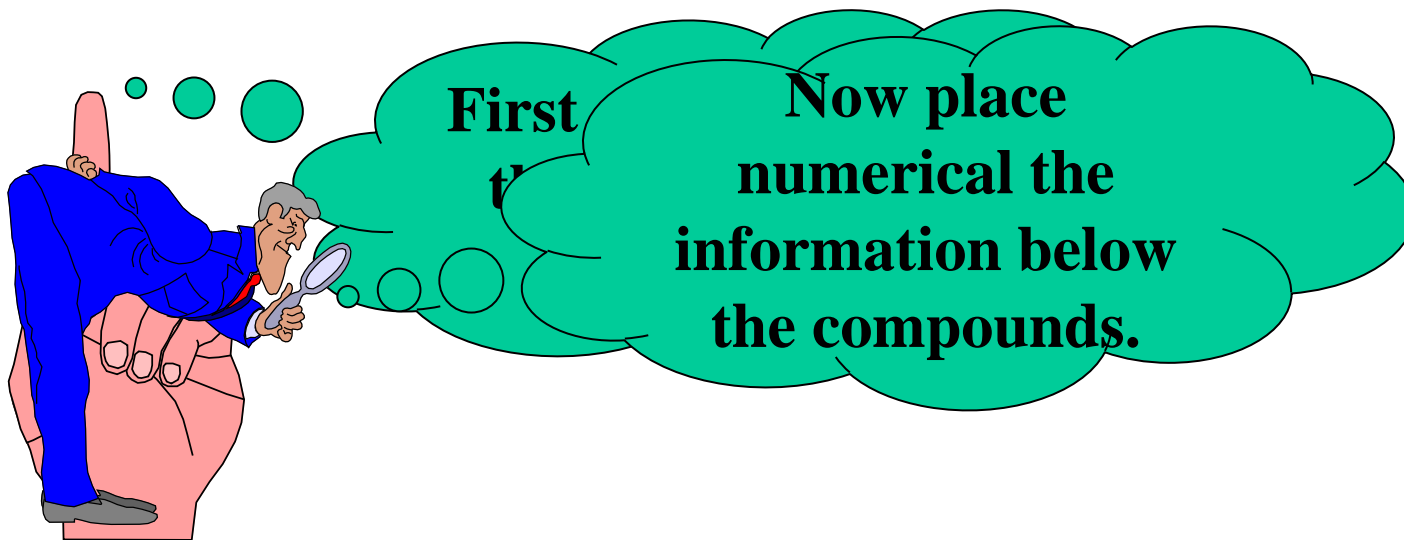 First
Now place
numerical the
information below
the compounds.